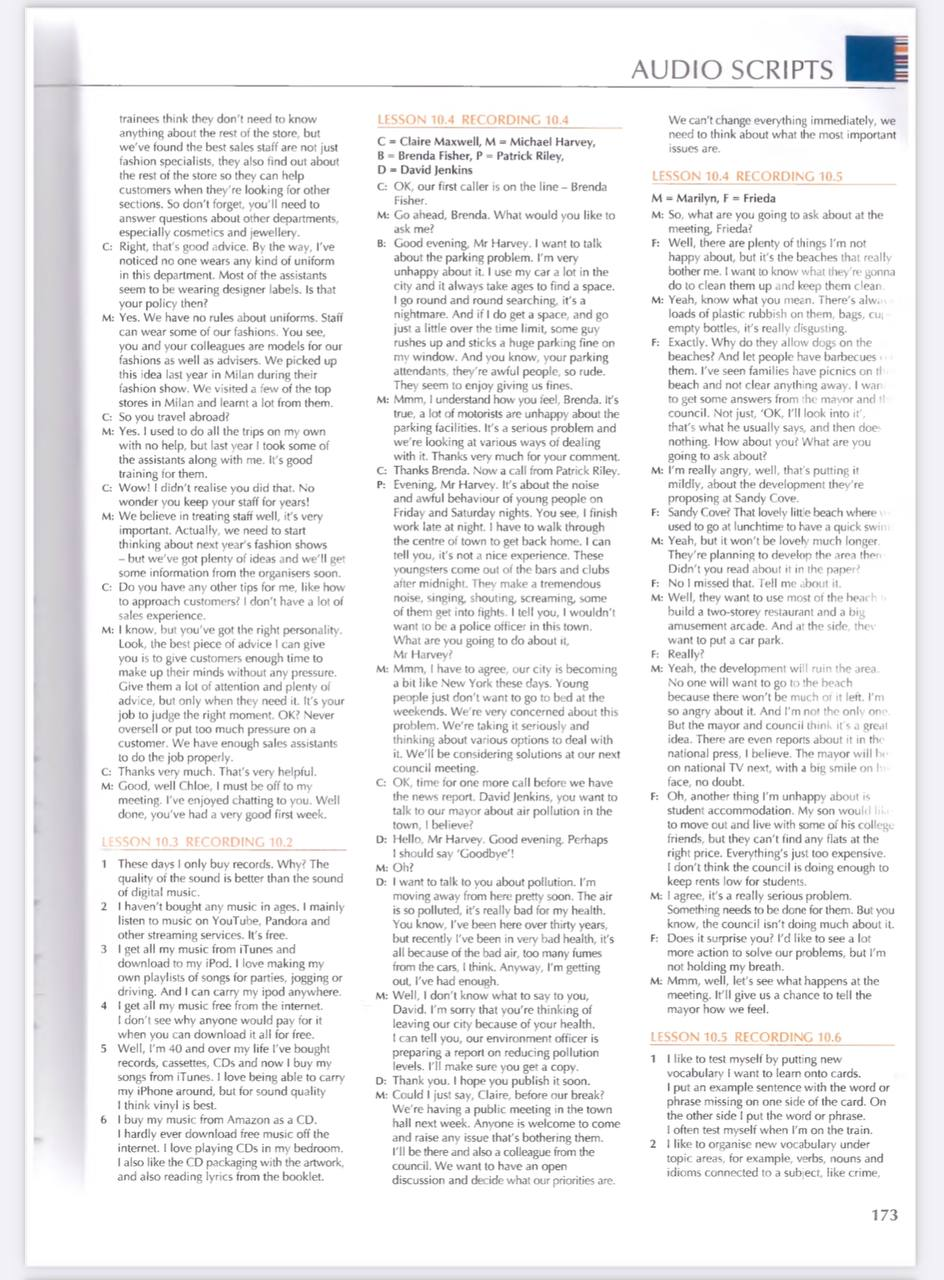 AUDIO SCRIPTS
trainees think they don't need to know
anything about the rest of the store, but
we've found the best sales staff are not just
fashion specialists, they also find out about
the rest of the store so they can help
customers when they're looking for other
sections. So don't forget, you'll need to
answer questions about other departments,
especially cosmetics and jewellery.
C: Right, that's good advice. By the way, I've
noticed no one wears any kind of uniform
in this department. Most of the assistants
seem to be wearing designer labels. Is that
your policy then?
M: Yes. We have no rules about uniforms. Staff
can wear some of our fashions. You see,
you and your colleagues are models for our
fashions as well as advisers. We picked up
this idea last year in Milan during their
fashion show. We visited a few of the top
stores in Milan and learnt a lot from them.
C: So you travel abroad?
M: Yes. I used to do all the trips on my own
with no help, but last year I took some of
the assistants along with me. It's good
training for them.
C: Wow! I didn't realise you did that. No
wonder you keep your staff for years!
M: We believe in treating staff well, it's very
important. Actually, we need to start
thinking about next year's fashion shows
– but we've got plenty of ideas and we'll get
some information from the organisers soon.
C: Do you have any other tips for me, like how
to approach customers? I don't have a lot of
sales experience.
M: I know, but you've got the right personality.
Look, the best piece of advice I can give
you is to give customers enough time to
make up their minds without any pressure.
Give them a lot of attention and plenty of
advice, but only when they need it. It's your
job to judge the right moment. OK? Never
oversell or put too much pressure on a
customer. We have enough sales assistants
to do the job properly.
C: Thanks very much. That's very helpful.
M: Good, well Chloe, I must be off to my
meeting. I've enjoyed chatting to you. Well
done, you've had a very good first week.
LESSON 10.3 RECORDING 10.2
1 These days I only buy records. Why? The
quality of the sound is better than the sound
of digital music.
2 I haven't bought any music in ages. I mainly
listen to music on YouTube, Pandora and
other streaming services. It's free.
3 I get all my music from iTunes and
download to my iPod. I love making my
own playlists of songs for parties, jogging or
driving. And I can carry my ipod anywhere.
4 I get all my music free from the internet.
I don't see why anyone would pay for it
when you can download it all for free.
5 Well, I'm 40 and over my life I've bought
records, cassettes, CDs and now I buy my
songs from iTunes. I love being able to carry
my iPhone around, but for sound quality
I think vinyl is best.
6 I buy my music from Amazon as a CD.
I hardly ever download free music off the
internet. I love playing CDs in my bedroom.
I also like the CD packaging with the artwork,
and also reading lyrics from the booklet.
LESSON 10.4 RECORDING 10.4
C = Claire Maxwell, M = Michael Harvey,
B = Brenda Fisher, P = Patrick Riley,
D = David Jenkins
C: OK, our first caller is on the line – Brenda
Fisher.
M: Go ahead, Brenda. What would you like to
ask me?
B: Good evening, Mr Harvey. I want to talk
about the parking problem. I'm very
unhappy about it. I use my car a lot in the
city and it always take ages to find a space.
I go round and round searching, it's a
nightmare. And if I do get a space, and go
just a little over the time limit, some guy
rushes up and sticks a huge parking fine on
my window. And you know, your parking
attendants, they're awful people, so rude.
They seem to enjoy giving us fines.
M: Mmm, I understand how you feel, Brenda. It's
true, a lot of motorists are unhappy about the
parking facilities. It's a serious problem and
we're looking at various ways of dealing
with it. Thanks very much for your comment.
C: Thanks Brenda. Now a call from Patrick Riley.
P: Evening, Mr Harvey. It's about the noise
and awful behaviour of young people on
Friday and Saturday nights. You see, I finish
work late at night. I have to walk through
the centre of town to get back home. I can
tell you, it's not a nice experience. These
youngsters come out of the bars and clubs
after midnight. They make a tremendous
noise, singing, shouting, screaming, some
of them get into fights. I tell you, I wouldn't
want to be a police officer in this town.
What are you going to do about it,
Mr Harvey?
M: Mmm, I have to agree, our city is becoming
a bit like New York these days. Young
people just don't want to go to bed at the
weekends. We're very concerned about this
problem. We're taking it seriously and
thinking about various options to deal with
it. We'll be considering solutions at our next
council meeting.
C: OK, time for one more call before we have
the news report. David Jenkins, you want to
talk to our mayor about air pollution in the
town, I believe?
D: Hello, Mr Harvey. Good evening. Perhaps
I should say 'Goodbye'!
M: Oh?
D: I want to talk to you about pollution. I'm
moving away from here pretty soon. The air
is so polluted, it's really bad for my health.
You know, I've been here over thirty years,
but recently I've been in very bad health, it's
all because of the bad air, too many fumes
from the cars, I think. Anyway, I'm getting
out, I've had enough.
M: Well, I don't know what to say to you,
David. I'm sorry that you're thinking of
leaving our city because of your health.
I can tell you, our environment officer is
preparing a report on reducing pollution
levels. I'll make sure you get a copy.
D: Thank you. I hope you publish it soon.
M: Could I just say, Claire, before our break?
We're having a public meeting in the town
hall next week. Anyone is welcome to come
and raise any issue that's bothering them.
I'll be there and also a colleague from the
council. We want to have an open
discussion and decide what our priorities are.
We can't change everything immediately, we
need to think about what the most important
issues are.
LESSON 10.4 RECORDING 10.5
M = Marilyn, F = Frieda
M: So, what are you going to ask about at the
meeting, Frieda?
F: Well, there are plenty of things I'm not
happy about, but it's the beaches that really
bother me. I want to know what they're gonna
do to clean them up and keep them clean.
M: Yeah, know what you mean. There's
loads of plastic rubbish on them, bags,
empty bottles, it's really disgusting.
F: Exactly. Why do they allow dogs on the
beaches? And let people have barbecues
them. I've seen families have picnics on
beach and not clear anything away. I
to get some answers from the mayor and
council. Not just, 'OK, I'll look into it',
that's what he usually says, and then
nothing. How about you? What are you
going to ask about?
M: I'm really angry, well, that's putting it
mildly, about the development they're
proposing at Sandy Cove.
F: Sandy Cove? That lovely little beach where
used to go at lunchtime to have a quick
M: Yeah, but it won't be lovely much longer.
They're planning to develop the area
Didn't you read about it in the paper?
F: No I missed that. Tell me about it.
M: Well, they want to use most of the beach
build a two-storey restaurant and a big
amusement arcade. And at the side, they
want to put a car park.
F: Really?
M: Yeah, the development will ruin the area.
No one will want to go to the beach
because there won't be much of it left. I'm
so angry about it. And I'm not the only one.
But the mayor and council think it's a great
idea. There are even reports about it in the
national press, I believe. The mayor will be
on national TV next, with a big smile on
face, no doubt.
F: Oh, another thing I'm unhappy about is
student accommodation. My son would like
to move out and live with some of his college
friends, but they can't find any flats at the
right price. Everything's just too expensive.
I don't think the council is doing enough to
keep rents low for students.
M: I agree, it's a really serious problem.
Something needs to be done for them. But you
know, the council isn't doing much about it.
F: Does it surprise you? I'd like to see a lot
more action to solve our problems, but I'm
not holding my breath.
M: Mmm, well, let's see what happens at the
meeting. It'll give us a chance to tell the
mayor how we feel.
LESSON 10.5 RECORDING 10.6
1 I like to test myself by putting new
vocabulary I want to learn onto cards.
I put an example sentence with the word or
phrase missing on one side of the card. On
the other side I put the word or phrase.
I often test myself when I'm on the train.
2 I like to organise new vocabulary under
topic areas, for example, verbs, nouns and
idioms connected to a subject, like crime,
173